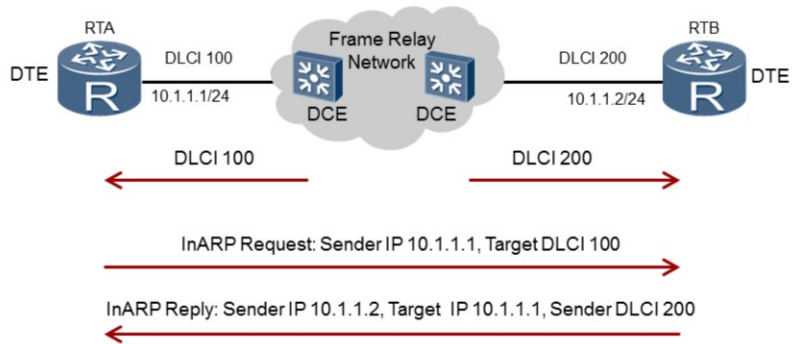 RTA
RTB
Frame Relay
Network
DLCI 100
DLCI 200
DTE
DTE
R
R
10.1.1.1/24
10.1.1.2/24
DCE
DCE
DLCI 100
DLCI 200
InARP Request: Sender IP 10.1.1.1, Target DLCI 100
InARP Reply: Sender IP 10.1.1.2, Target IP 10.1.1.1, Sender DLCI 200